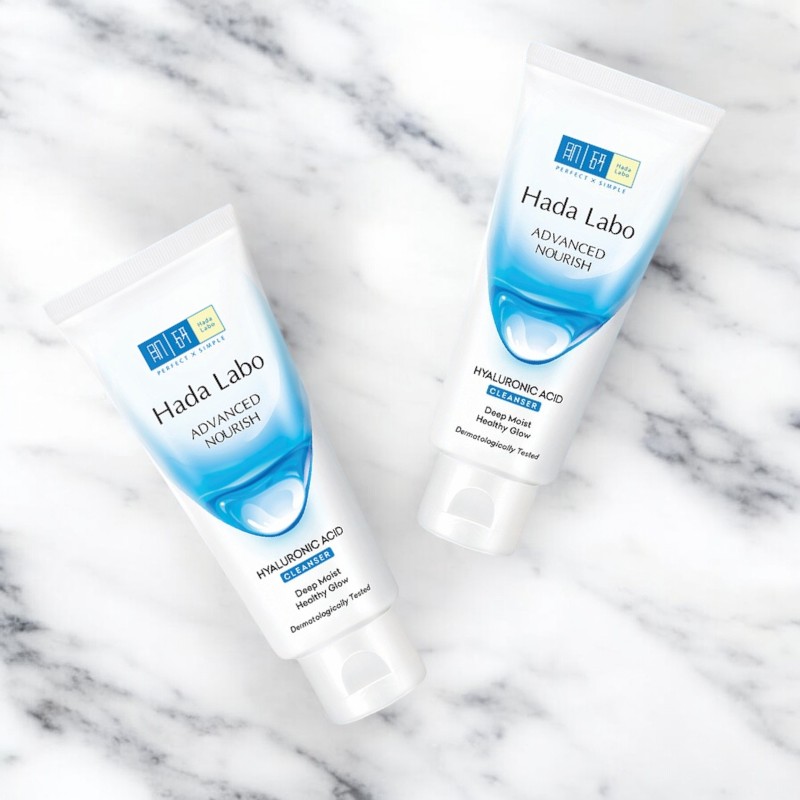 肌|研
Hada
Labo
PERFECT × SIMPLE
Hada Labo
ADVANCED
NOURISH
HYALURONIC ACID
CLEANSER
Deep Moist
Healthy Glow
Dermatologically Tested
肌|研
Hada
Labo
PERFECT × SIMPLE
Hada Labo
ADVANCED
NOURISH
HYALURONIC ACID
CLEANSER
Deep Moist
Healthy Glow
Dermatologically Tested